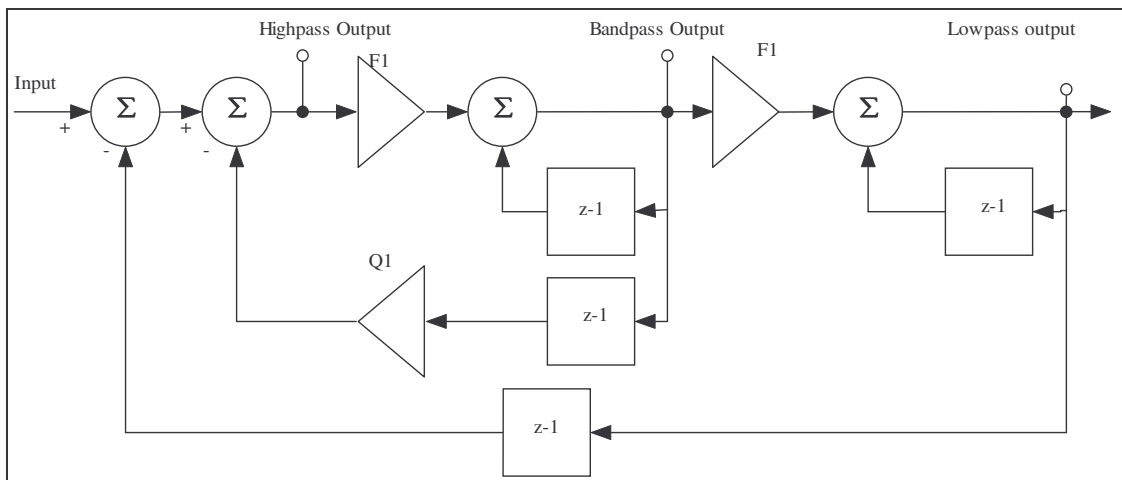 Highpass Output
Bandpass Output
Lowpass output
F1
F1
Input
Σ
Σ
Σ
Σ
+
-
+
-
z-1
z-1
Q1
z-1
z-1